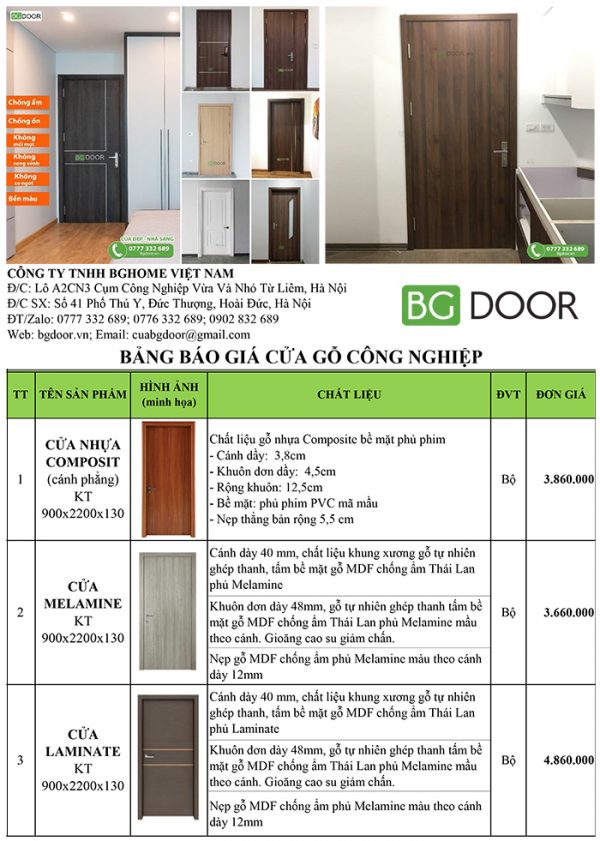 BG DOOR
Chống ẩm
Chống ồn
Không
mối mọt
Không
cong vênh
Không
co ngót
Bền màu
CỬA ĐẸP - NHÀ SANG
0777 332 689
Bgdoor.vn
BG DOOR
BG DOOR
BG DOOR
0777 332 689
Bgdoor.vn
CÔNG TY TNHH BGHOME VIỆT NAM
Đ/C: Lô A2CN3 Cụm Công Nghiệp Vừa Và Nhỏ Từ Liêm, Hà Nội
Đ/C SX: Số 41 Phố Thú Y, Đức Thượng, Hoài Đức, Hà Nội
ĐT/Zalo: 0777 332 689; 0776 332 689; 0902 832 689
Web: bgdoor.vn; Email: cuabgdoor@gmail.com
BG DOOR
BẢNG BÁO GIÁ CỬA GỖ CÔNG NGHIỆP
TT TÊN SẢN PHẨM HÌNH ẢNH (minh họa) CHẤT LIỆU ĐVT ĐƠN GIÁ
1
CỬA NHỰA
COMPOSIT
(cánh phẳng)
KT
900x2200x130
Chất liệu gỗ nhựa Composite bề mặt phủ phim
- Cánh dầy: 3,8cm
- Khuôn đơn dầy: 4,5cm
- Rộng khuôn: 12,5cm
- Bề mặt: phủ phim PVC mã mầu
- Nẹp thẳng bản rộng 5,5 cm
Bộ
3.860.000
2
CỬA
MELAMINE
KT
900x2200x130
Cánh dày 40 mm, chất liệu khung xương gỗ tự nhiên
ghép thanh, tấm bề mặt gỗ MDF chống ẩm Thái Lan
phủ Melamine
Khuôn đơn dày 48mm, gỗ tự nhiên ghép thanh tấm bề
mặt gỗ MDF chống ẩm Thái Lan phủ Melamine mầu
theo cánh. Gioăng cao su giảm chấn.
Nẹp gỗ MDF chống ẩm phủ Melamine màu theo cánh
dày 12mm
Bộ
3.660.000
3
CỬA
LAMINATE
KT
900x2200x130
Cánh dày 40 mm, chất liệu khung xương gỗ tự nhiên
ghép thanh, tấm bề mặt gỗ MDF chống ẩm Thái Lan
phủ Laminate
Khuôn đơn dày 48mm, gỗ tự nhiên ghép thanh tấm bề
mặt gỗ MDF chống ẩm Thái Lan phủ Melamine mầu
theo cánh. Gioăng cao su giảm chấn.
Nẹp gỗ MDF chống ẩm phủ Melamine màu theo cánh
dày 12mm
Bộ
4.860.000